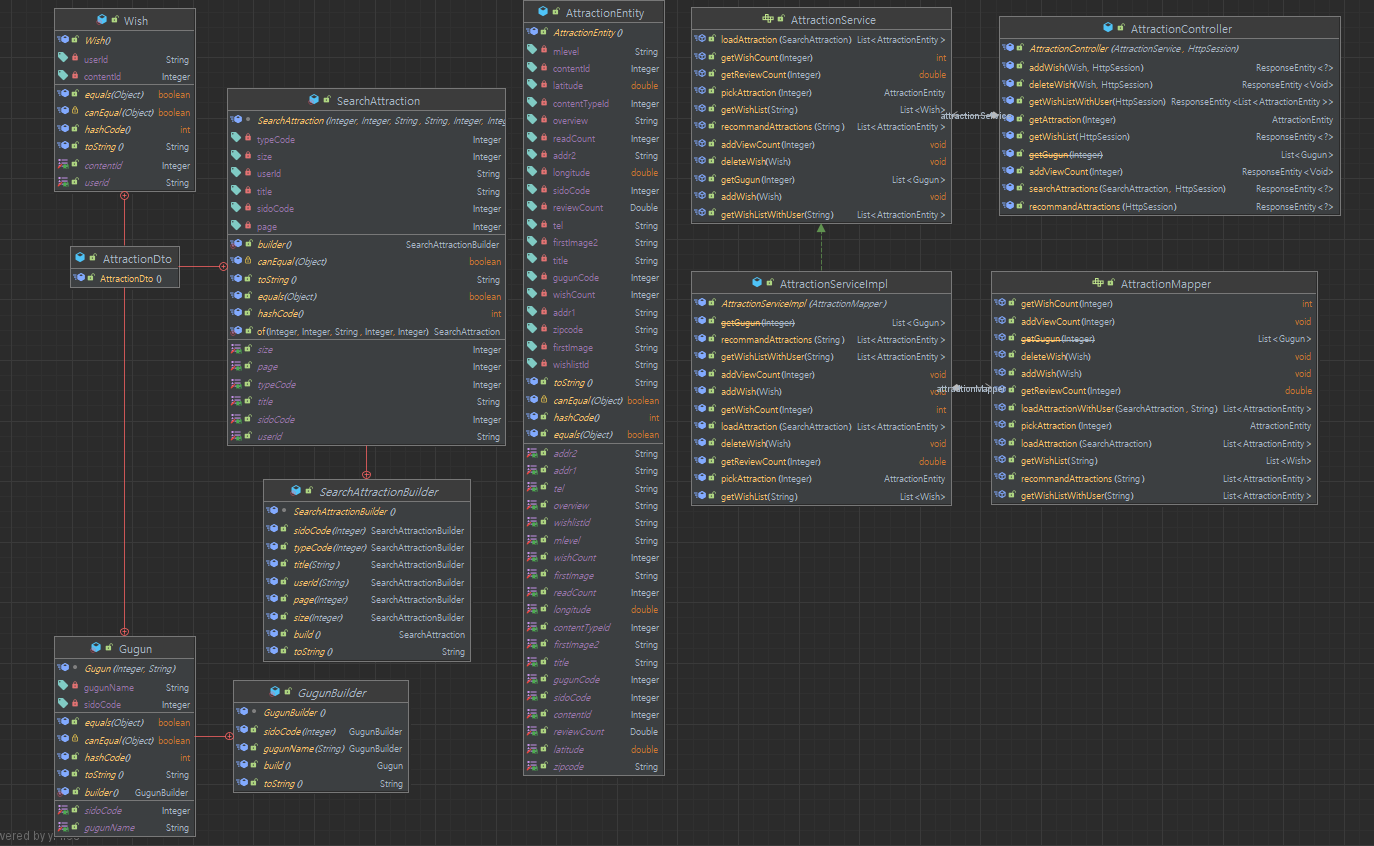 Wish
Wish()
userId String
contentId Integer
equals(Object) boolean
canEqual(Object) boolean
hashCode() int
toString() String
contentId Integer
userId String
AttractionDto
AttractionDto ()
SearchAttraction
SearchAttraction (Integer, Integer, String, String, Integer, Integ
typeCode Integer
size Integer
userId String
title String
sidoCode Integer
page Integer
builder() SearchAttractionBuilder
canEqual(Object) boolean
toString() String
equals(Object) boolean
hashCode() int
of(Integer, Integer, String, Integer, Integer) SearchAttraction
size Integer
page Integer
typeCode Integer
title String
sidoCode Integer
userId String
SearchAttractionBuilder
SearchAttractionBuilder ()
sidoCode(Integer) SearchAttractionBuilder
typeCode(Integer) SearchAttractionBuilder
title(String) SearchAttractionBuilder
userId(String) SearchAttractionBuilder
page(Integer) SearchAttractionBuilder
size(Integer) SearchAttractionBuilder
build () SearchAttraction
toString() String
Gugun
Gugun (Integer, String)
gugunName String
sidoCode Integer
equals(Object) boolean
canEqual(Object) boolean
hashCode() int
toString() String
builder() GugunBuilder
sidoCode Integer
gugunName String
GugunBuilder
GugunBuilder ()
sidoCode(Integer) GugunBuilder
gugunName(String) GugunBuilder
build () Gugun
toString() String
AttractionEntity
AttractionEntity ()
mlevel String
contentId Integer
latitude double
contentTypeId Integer
overview String
readCount Integer
addr2 String
longitude double
sidoCode Integer
reviewCount Double
tel String
firstImage2 String
title String
gugunCode Integer
wishCount Integer
addr1 String
zipcode String
firstImage String
wishlistId String
toString() String
canEqual(Object) boolean
hashCode() int
equals(Object) boolean
addr2 String
addr1 String
tel String
overview String
wishlistId String
mlevel String
wishCount Integer
firstImage String
readCount Integer
longitude double
contentTypeId Integer
firstImage2 String
title String
gugunCode Integer
sidoCode Integer
contentId Integer
reviewCount Double
latitude double
zipcode String
AttractionService
loadAttraction (SearchAttraction) List<AttractionEntity>
getWishCount(Integer) int
getReviewCount(Integer) double
pickAttraction (Integer) AttractionEntity
getWishList(String) List<Wish>
recommandAttractions (String) List<AttractionEntity>
addViewCount(Integer) void
deleteWish(Wish) void
getGugun(Integer) List<Gugun>
addWish(Wish) void
getWishListWithUser(String) List<AttractionEntity>
attractionService
AttractionController
AttractionController (AttractionService, HttpSession)
addWish(Wish, HttpSession) ResponseEntity<?>
deleteWish(Wish, HttpSession) ResponseEntity<Void>
getWishListWithUser(HttpSession) ResponseEntity<List<AttractionEntity>>
getAttraction(Integer) AttractionEntity
getWishList(HttpSession) ResponseEntity<?>
getGugun(Integer) List<Gugun>
addViewCount(Integer) ResponseEntity<Void>
searchAttractions(SearchAttraction, HttpSession) ResponseEntity<?>
recommandAttractions (HttpSession) ResponseEntity<?>
AttractionServiceImpl
AttractionServiceImpl (AttractionMapper)
getGugun(Integer) List<Gugun>
recommandAttractions (String) List<AttractionEntity>
getWishListWithUser(String) List<AttractionEntity>
addViewCount(Integer) void
addWish(Wish) void
getWishCount(Integer) int
loadAttraction (SearchAttraction) List<AttractionEntity>
deleteWish(Wish) void
getReviewCount(Integer) double
pickAttraction (Integer) AttractionEntity
getWishList(String) List<Wish>
attractionMapper
AttractionMapper
getWishCount(Integer) int
addViewCount(Integer) void
getGugun(Integer) List<Gugun>
deleteWish(Wish) void
addWish(Wish) void
getReviewCount(Integer) double
loadAttractionWithUser(SearchAttraction, String) List<AttractionEntity>
pickAttraction (Integer) AttractionEntity
loadAttraction (SearchAttraction) List<AttractionEntity>
getWishList(String) List<Wish>
recommandAttractions (String) List<AttractionEntity>
getWishListWithUser(String) List<AttractionEntity>
wered by